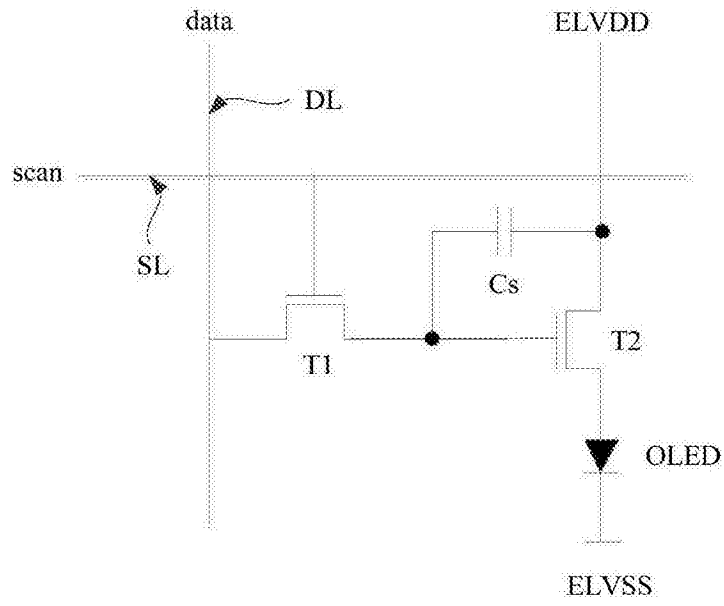 data
ELVDD
DL
scan
SL
Cs
T1
T2
OLED
ELVSS